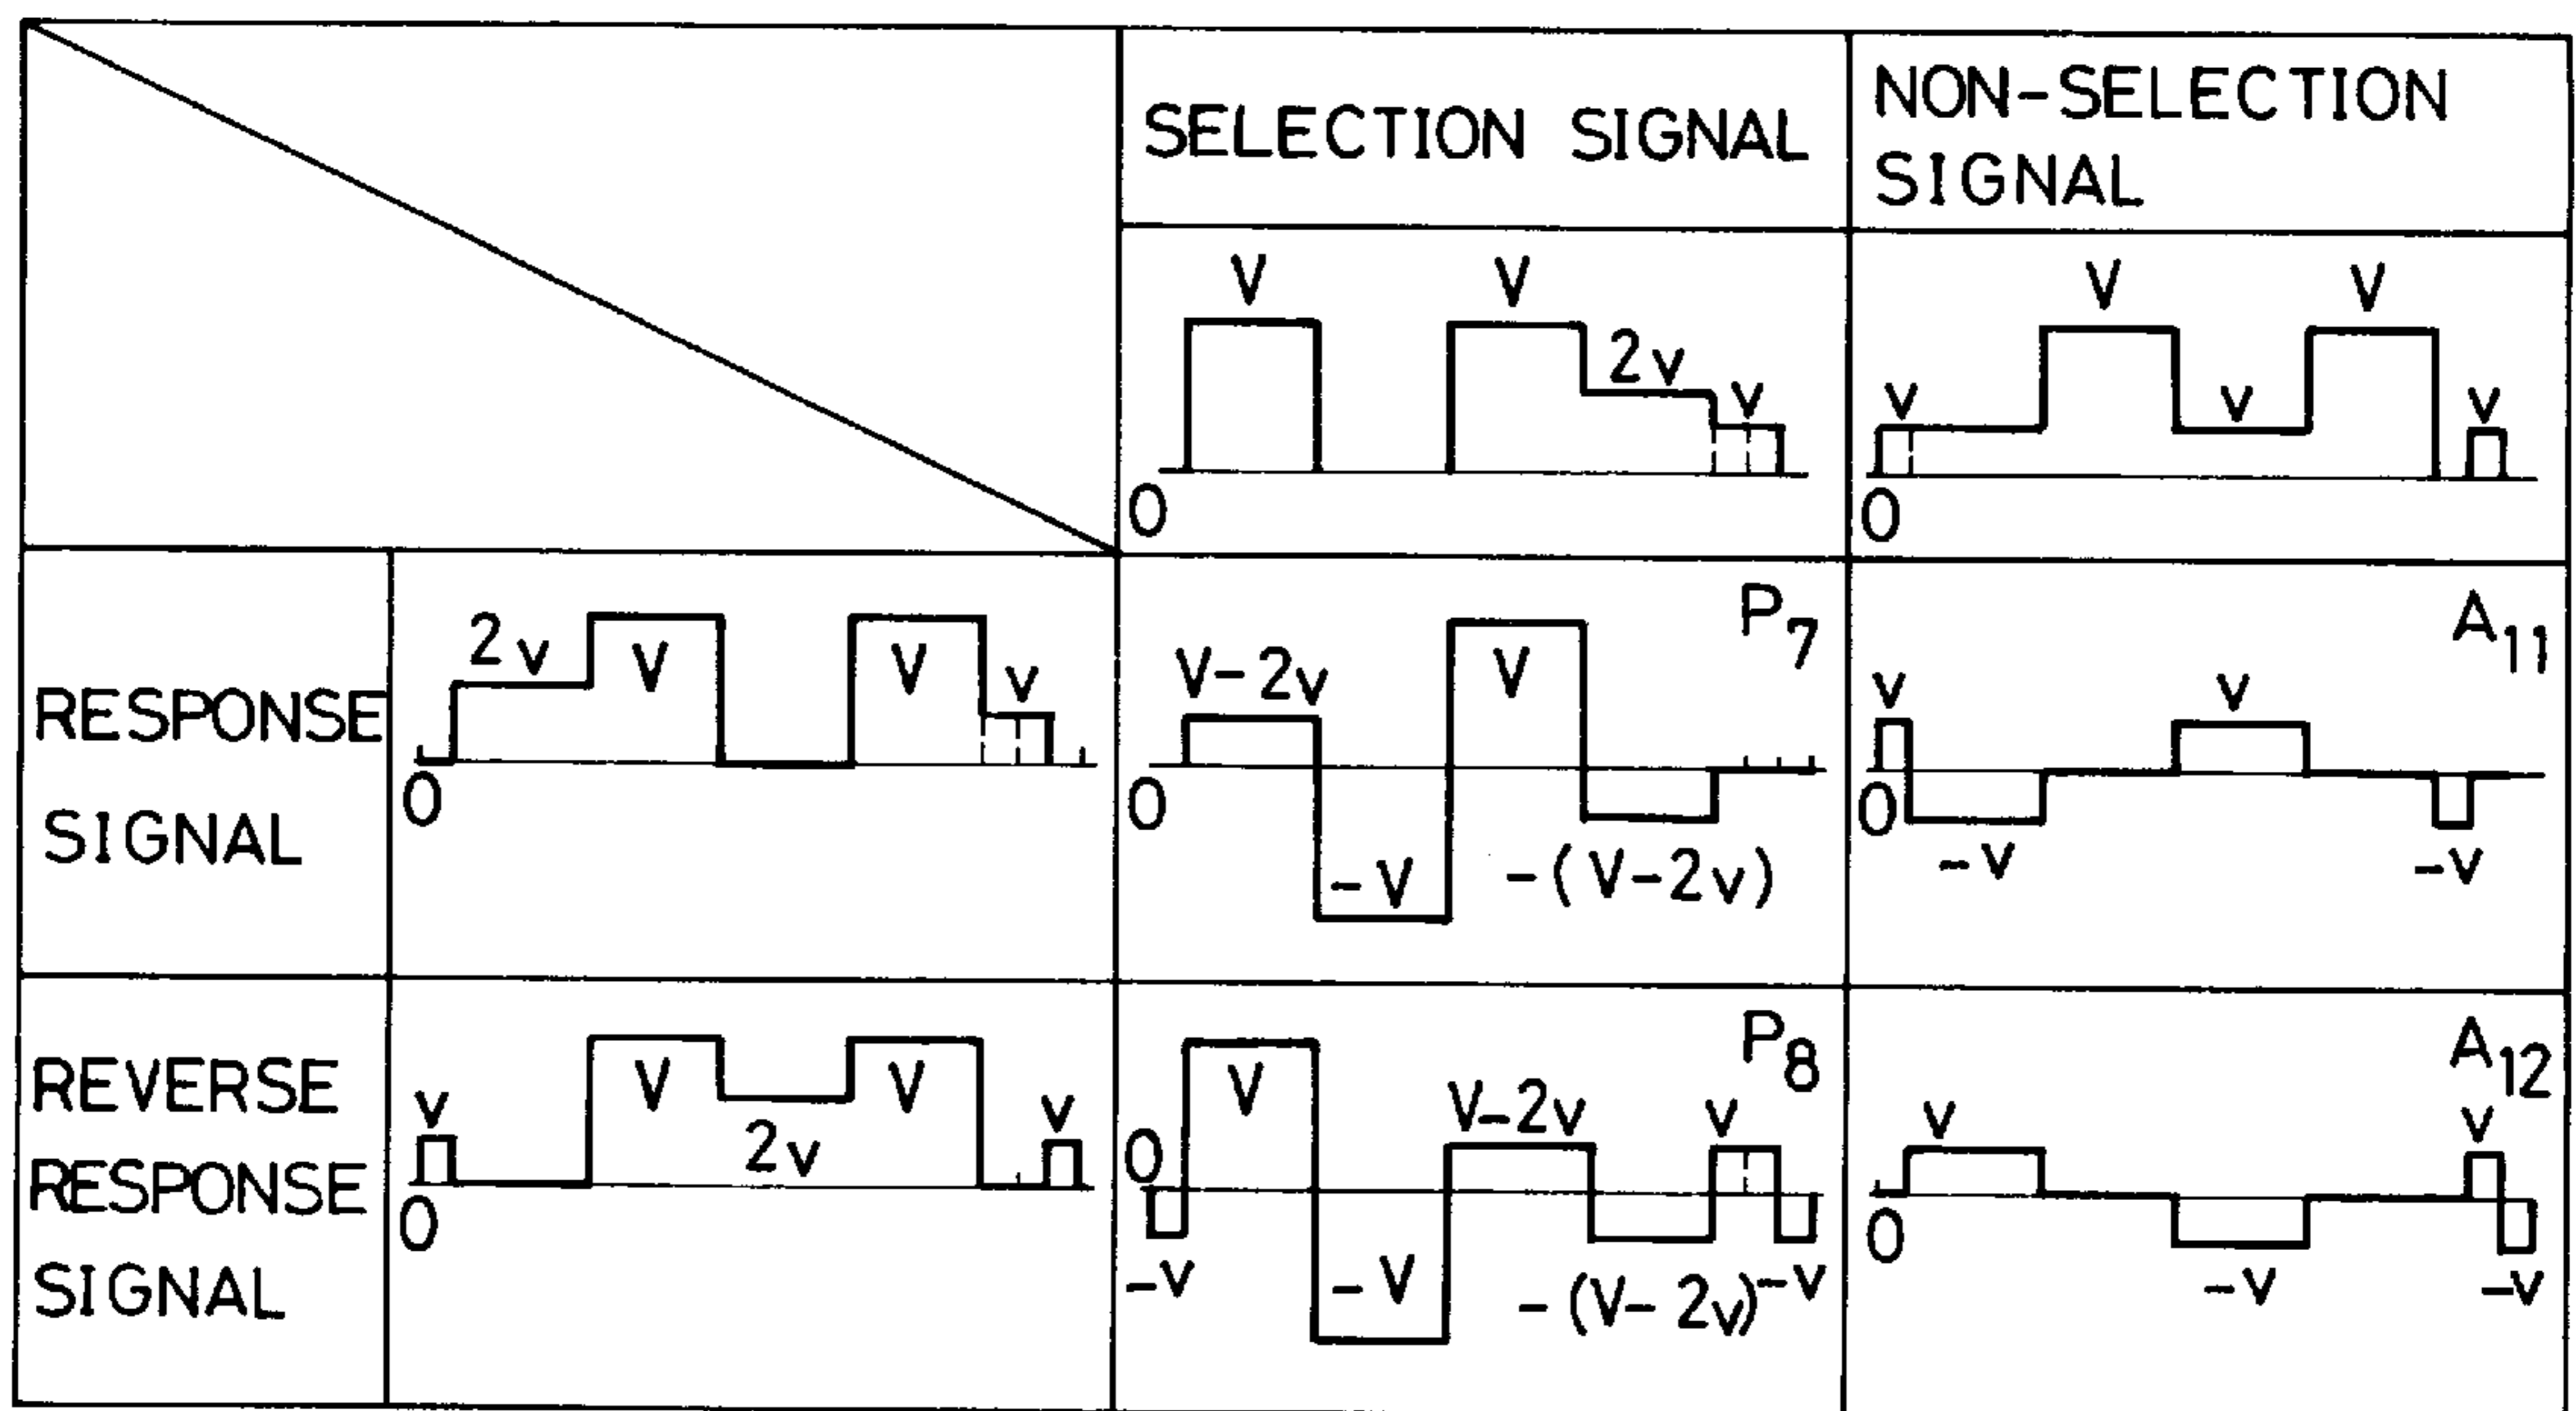 SELECTION SIGNAL
NON-SELECTION
SIGNAL
V V 2v v
0
v V v V v
0
RESPONSE
SIGNAL
2v V V v
0
P7
V-2v -V V -(V-2v)
0
A11
v -v v -v
0
REVERSE
RESPONSE
SIGNAL
v V 2v V v
0
P8
0 -v V -V V-2v -(V-2v) v -v
A12
v -v v -v
0